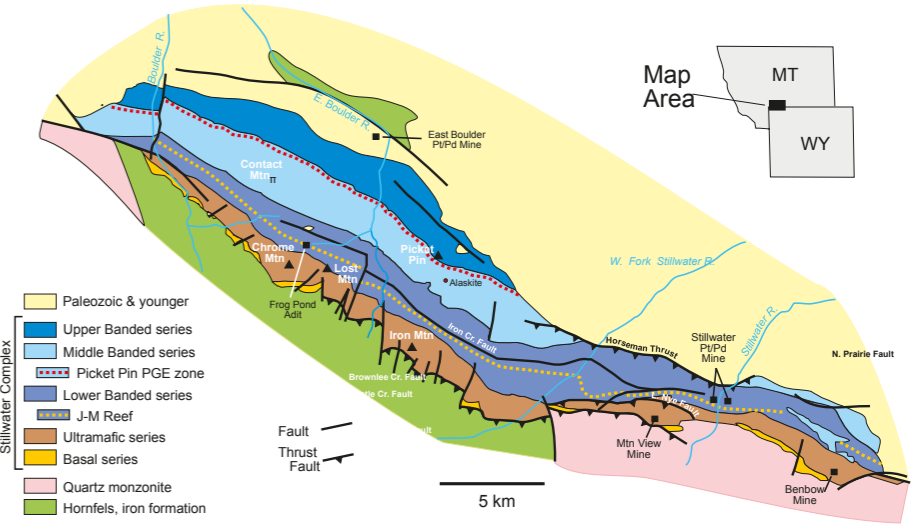 Boulder R.
E. Boulder R.
East Boulder
Pt/Pd Mine
Map
Area
MT
WY
Contact
Mtn
π
Chrome
Mtn
Lost
Mtn
Picket
Pin
Alaskite
Frog Pond
Adit
Iron Mtn
Iron Cr. Fault
W. Fork Stillwater R.
Stillwater R.
Horseman Thrust
Stillwater
Pt/Pd
Mine
N. Prairie Fault
Brownlee Cr. Fault
Cr. Fault
L. Nye Fault
Mtn View
Mine
Benbow
Mine
Stillwater Complex
Paleozoic & younger
Upper Banded series
Middle Banded series
Picket Pin PGE zone
Lower Banded series
J-M Reef
Ultramafic series
Basal series
Quartz monzonite
Hornfels, iron formation
Fault
Thrust
Fault
5 km